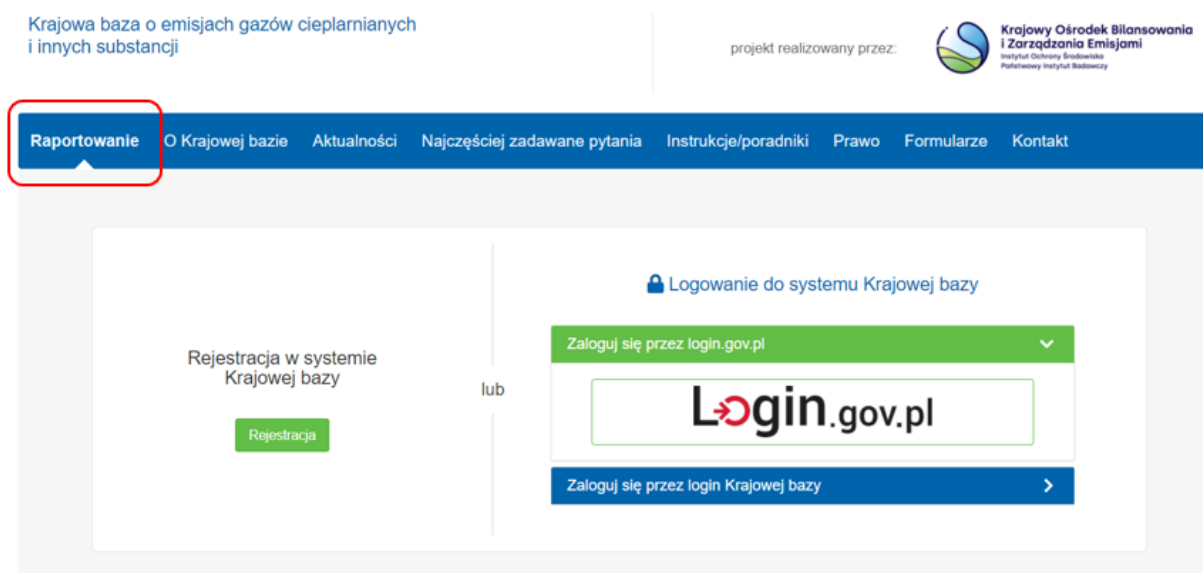 Krajowa baza o emisjach gazów cieplarnianych
i innych substancji
projekt realizowany przez:
Krajowy Ośrodek Bilansowania
i Zarządzania Emisjami
Instytut Ochrony Środowiska
Państwowy Instytut Badawczy
Raportowanie O Krajowej bazie Aktualności Najczęściej zadawane pytania Instrukcje/poradniki Prawo Formularze Kontakt
Logowanie do systemu Krajowej bazy
Zaloguj się przez login.gov.pl
Rejestracja w systemie
Krajowej bazy
lub
Login.gov.pl
Rejestracja
Zaloguj się przez login Krajowej bazy